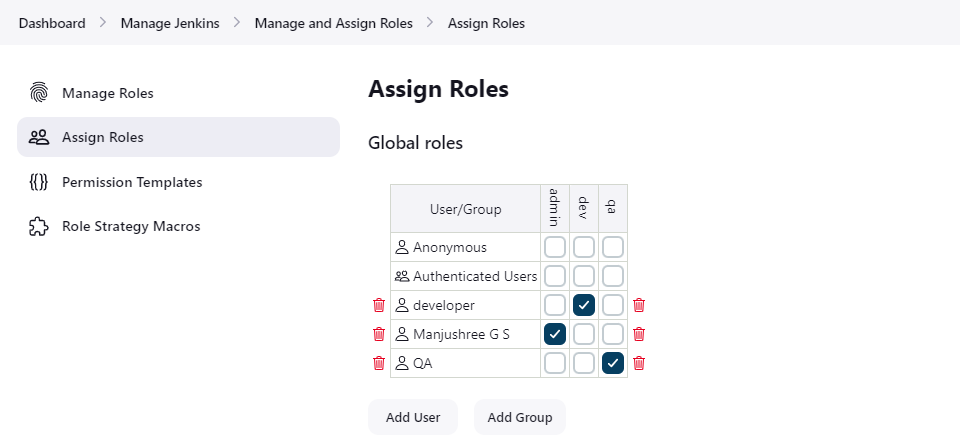 Dashboard > Manage Jenkins > Manage and Assign Roles > Assign Roles
Manage Roles
Assign Roles
Permission Templates
Role Strategy Macros
Assign Roles
Global roles
User/Group admin dev qa
Anonymous
Authenticated Users
developer
Manjushree G S
QA
Add User Add Group